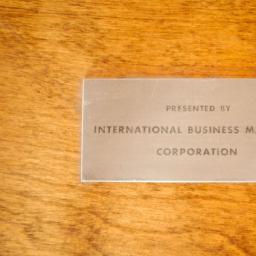 PRESENTED BY
INTERNATIONAL BUSINESS
CORPORATION